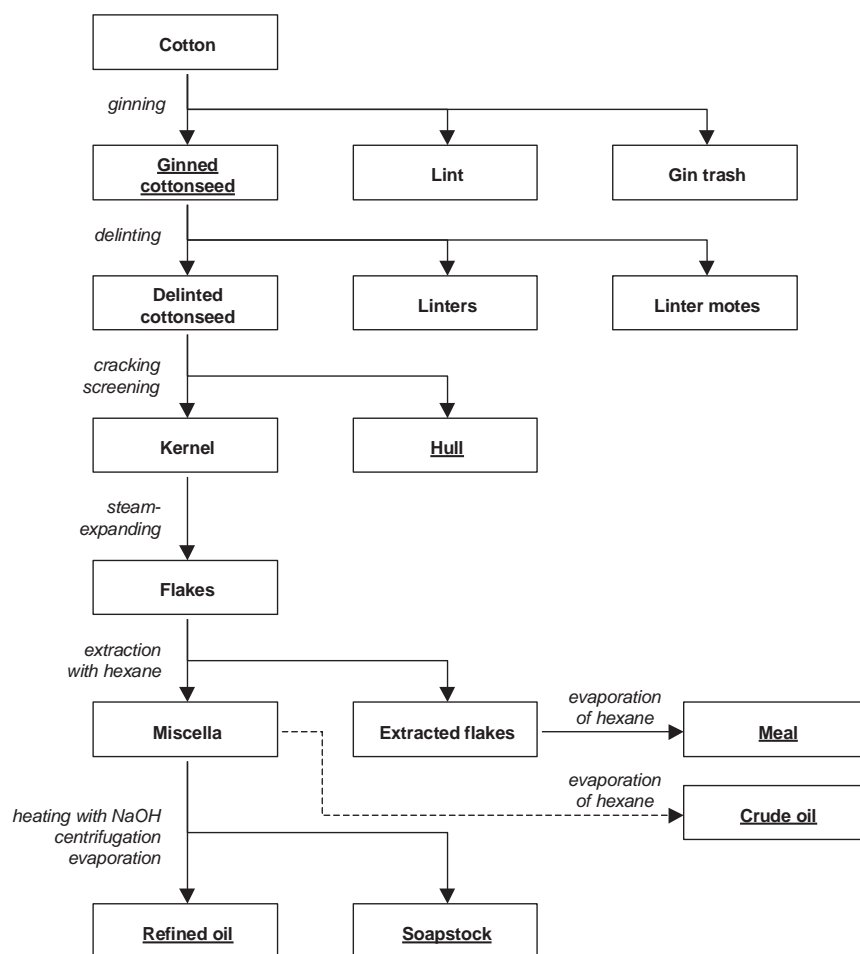 Cotton
ginning
Ginned
cottonseed
Lint
Gin trash
delinting
Delinted
cottonseed
Linters
Linter motes
cracking
screening
Kernel
Hull
steam-
expanding
Flakes
extraction
with hexane
Miscella
Extracted flakes
evaporation
of hexane
Meal
evaporation
of hexane
Crude oil
heating with NaOH
centrifugation
evaporation
Refined oil
Soapstock